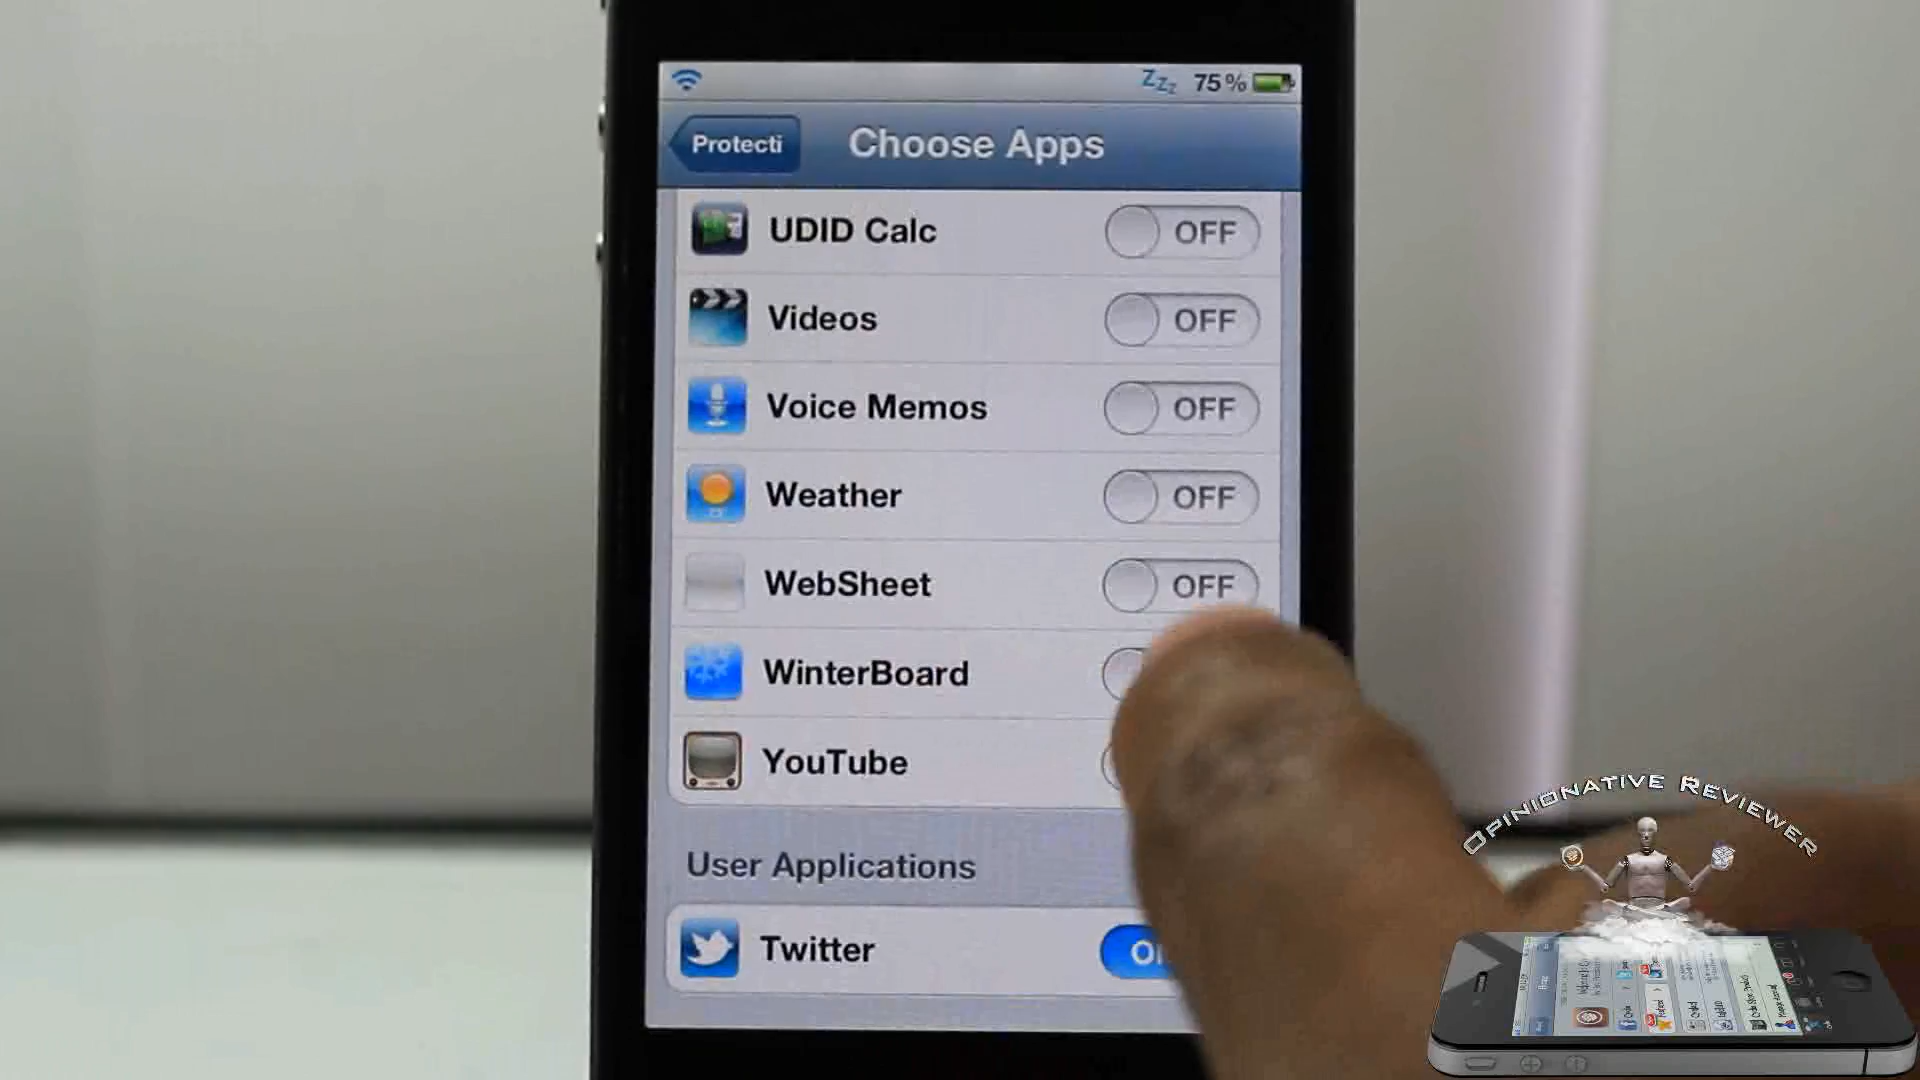 ZZz 75%
Protecti Choose Apps
UDID Calc OFF
Videos OFF
Voice Memos OFF
Weather OFF
WebSheet OFF
WinterBoard
YouTube
User Applications
Twitter
Opinionative Reviewer